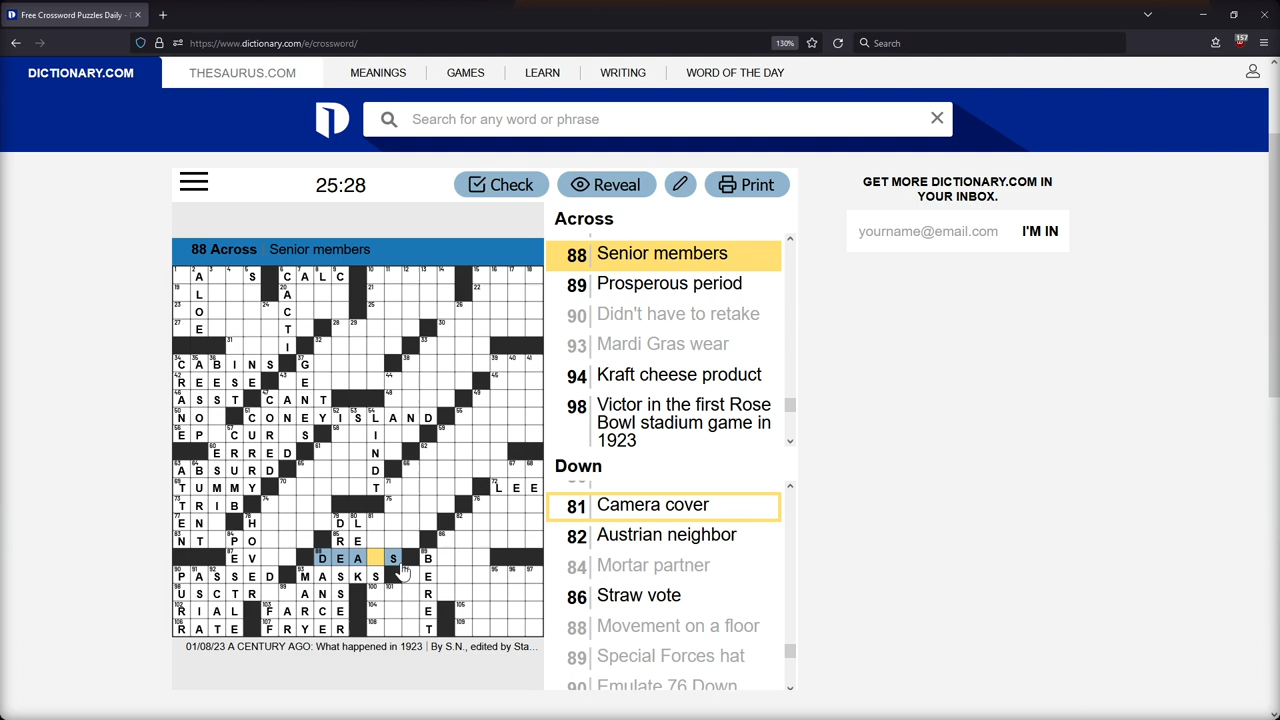 Free Crossword Puzzles Daily -
https://www.dictionary.com/e/crossword/
130%
Search
157
DICTIONARY.COM
THESAURUS.COM
MEANINGS
GAMES
LEARN
WRITING
WORD OF THE DAY
Search for any word or phrase
25:28
Check
Reveal
Print
88 Across
Senior members
A S C A L C
L A
O C
E T
I
C A B I N S G
R E E S E E
A S S T C A N T
N O C O N E Y I S L A N D
E P C U R S I
E R R E D N
A B S U R D D
T U M M Y T L E E
T R I B
E N H D L
N T O R E
E V D E A S B
P A S S E D M A S K S E
U S C T R A N S R
R I A L F A R C E E
R A T E F R Y E R T
01/08/23 A CENTURY AGO: What happened in 1923 | By S.N., edited by Sta...
Across
88 Senior members
89 Prosperous period
90 Didn't have to retake
93 Mardi Gras wear
94 Kraft cheese product
98 Victor in the first Rose
Bowl stadium game in
1923
Down
81 Camera cover
82 Austrian neighbor
84 Mortar partner
86 Straw vote
88 Movement on a floor
89 Special Forces hat
90 Emulate 76 Down
GET MORE DICTIONARY.COM IN
YOUR INBOX.
yourname@email.com
I'M IN